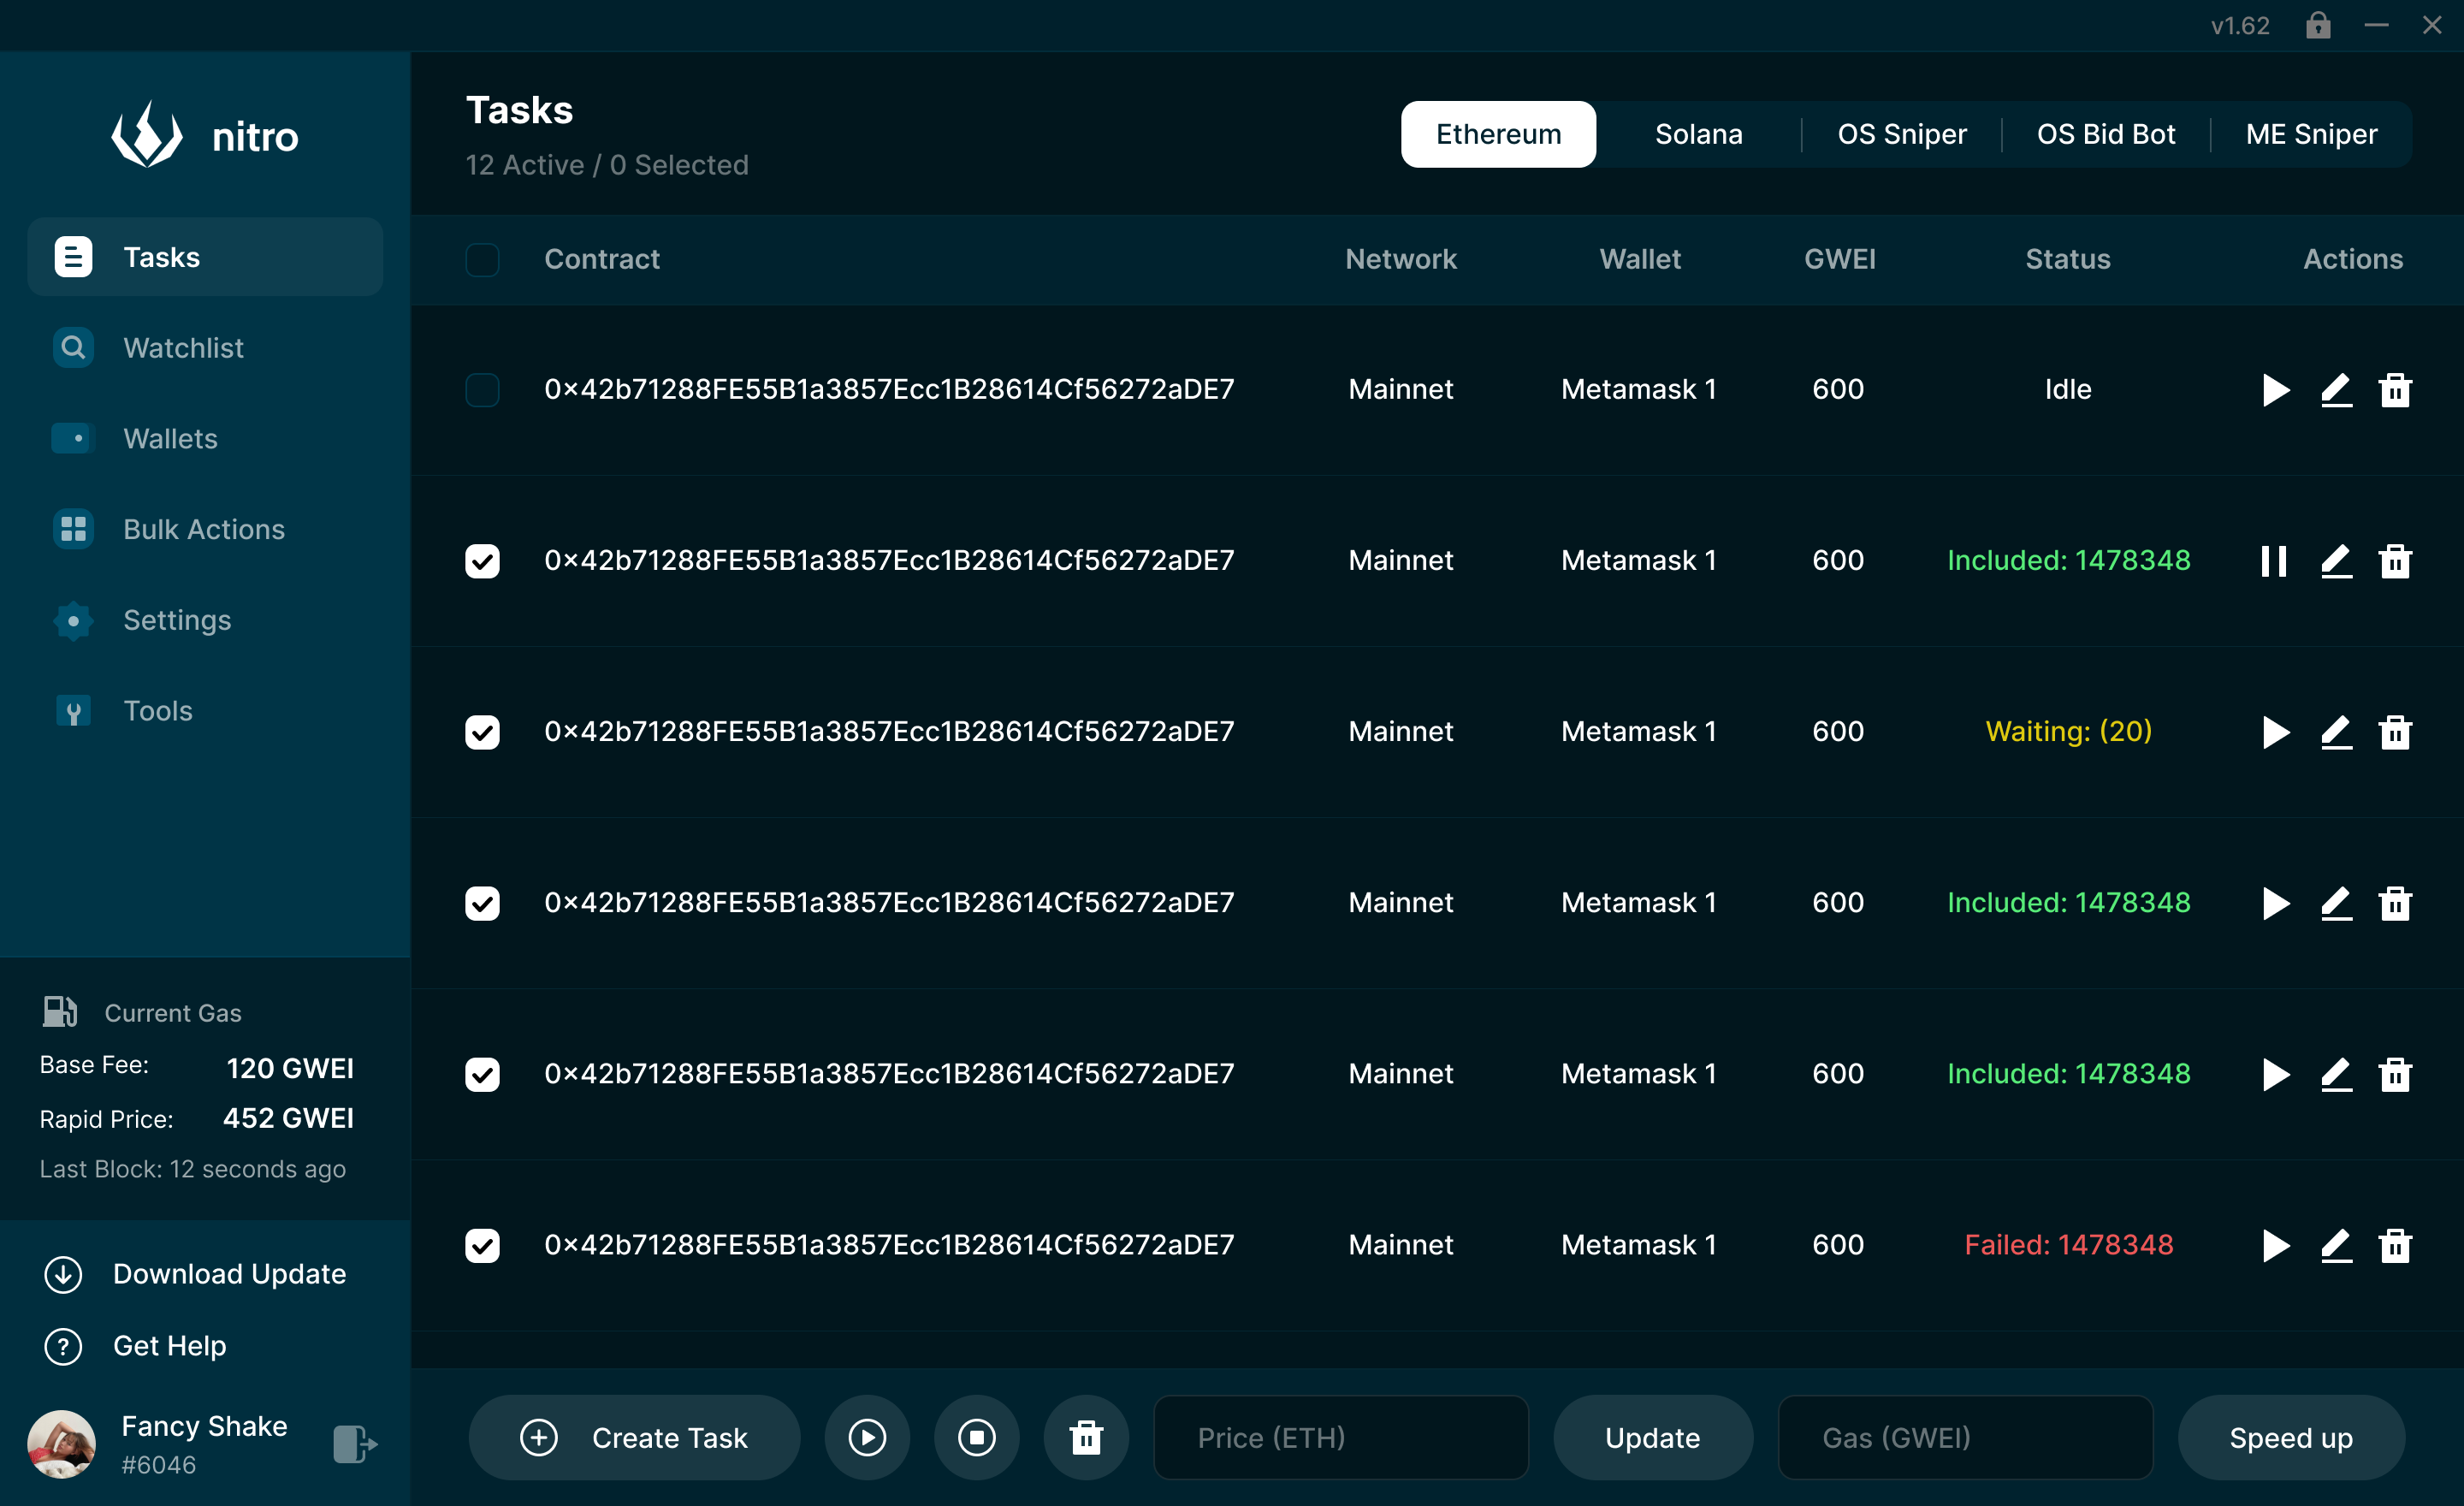 v1.62
nitro
Tasks
Watchlist
Wallets
Bulk Actions
Settings
Tools
Current Gas
Base Fee: 120 GWEI
Rapid Price: 452 GWEI
Last Block: 12 seconds ago
Download Update
? Get Help
Fancy Shake
#6046
Tasks
12 Active / 0 Selected
Ethereum Solana OS Sniper OS Bid Bot ME Sniper
Contract Network Wallet GWEI Status Actions
0×42b71288FE55B1a3857Ecc1B28614Cf56272aDE7 Mainnet Metamask 1 600 Idle
0×42b71288FE55B1a3857Ecc1B28614Cf56272aDE7 Mainnet Metamask 1 600 Included: 1478348
0×42b71288FE55B1a3857Ecc1B28614Cf56272aDE7 Mainnet Metamask 1 600 Waiting: (20)
0×42b71288FE55B1a3857Ecc1B28614Cf56272aDE7 Mainnet Metamask 1 600 Included: 1478348
0×42b71288FE55B1a3857Ecc1B28614Cf56272aDE7 Mainnet Metamask 1 600 Included: 1478348
0×42b71288FE55B1a3857Ecc1B28614Cf56272aDE7 Mainnet Metamask 1 600 Failed: 1478348
Create Task Price (ETH) Update Gas (GWEI) Speed up